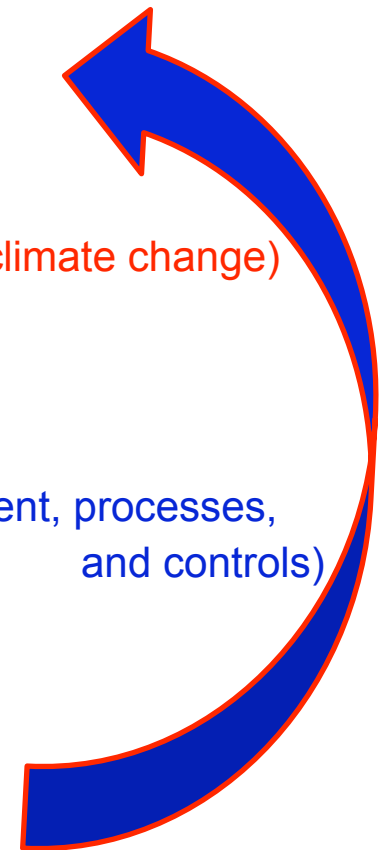 climate change)
ent, processes,
and controls)